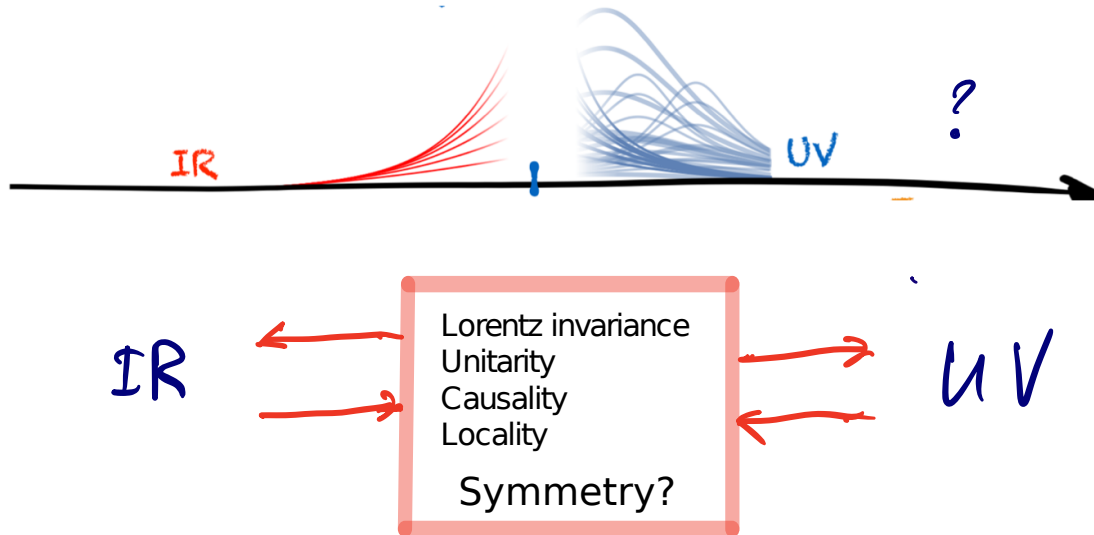 IR
UV
?
IR
Lorentz invariance
Unitarity
Causality
Locality
Symmetry?
UV